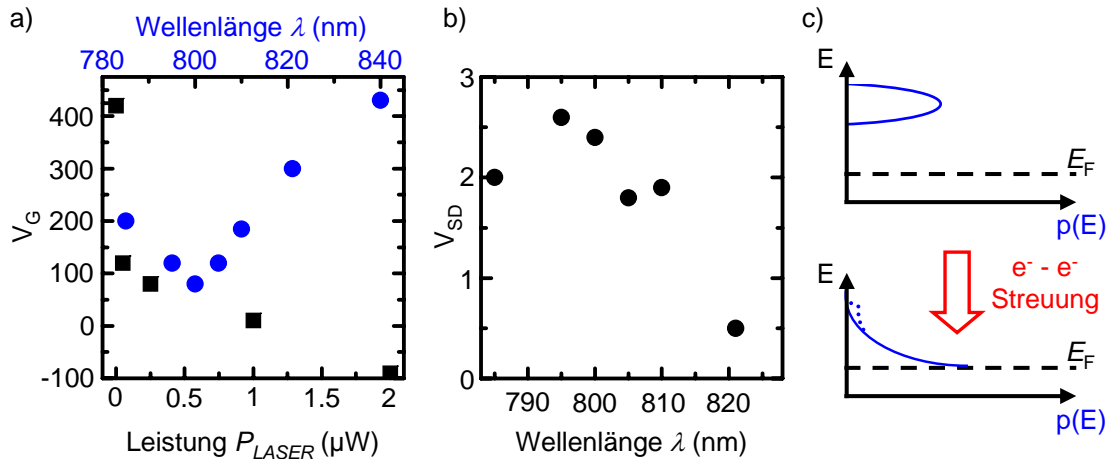 a)
Wellenlänge λ (nm)
780 800 820 840
V_G
400
300
200
100
0
-100
0 0.5 1 1.5 2
Leistung P_LASER (µW)
b)
V_SD
3
2
1
0
790 800 810 820
Wellenlänge λ (nm)
c)
E
E_F
p(E)
e⁻ - e⁻
Streuung
E
E_F
p(E)